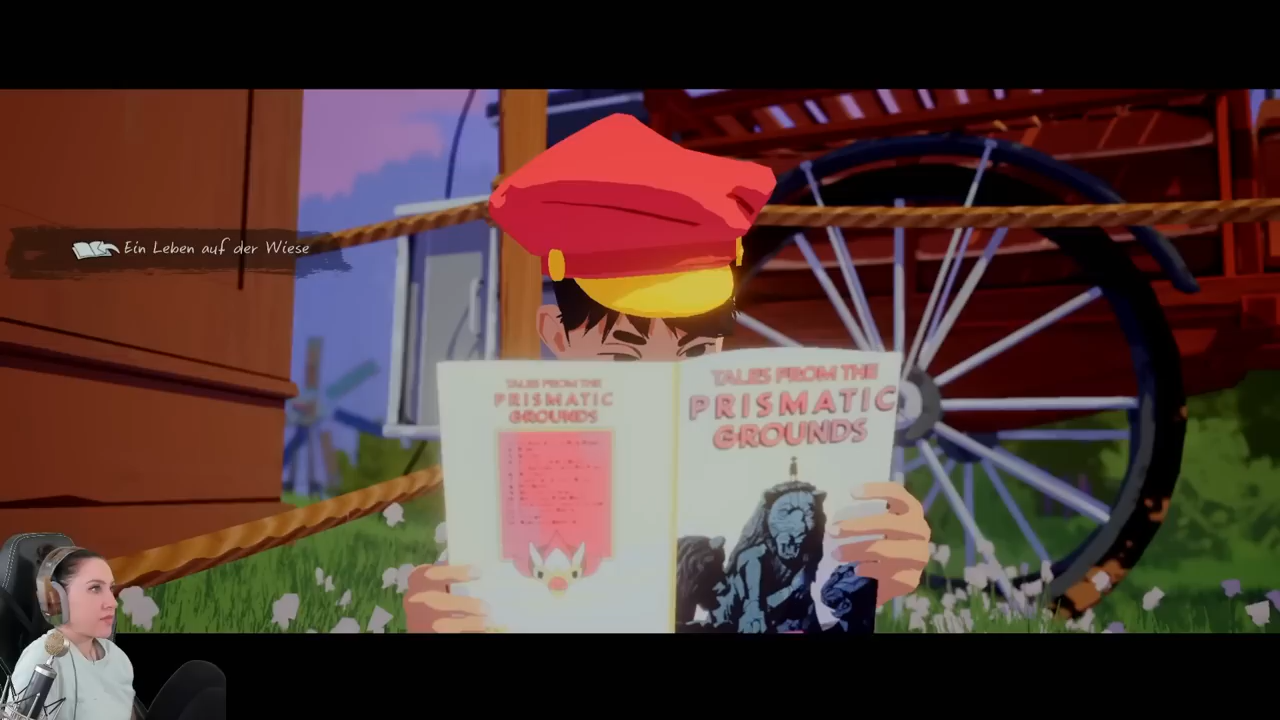 Ein Leben auf der Wiese
TALES FROM THE
PRISMATIC
GROUNDS
TALES FROM THE
PRISMATIC
GROUNDS